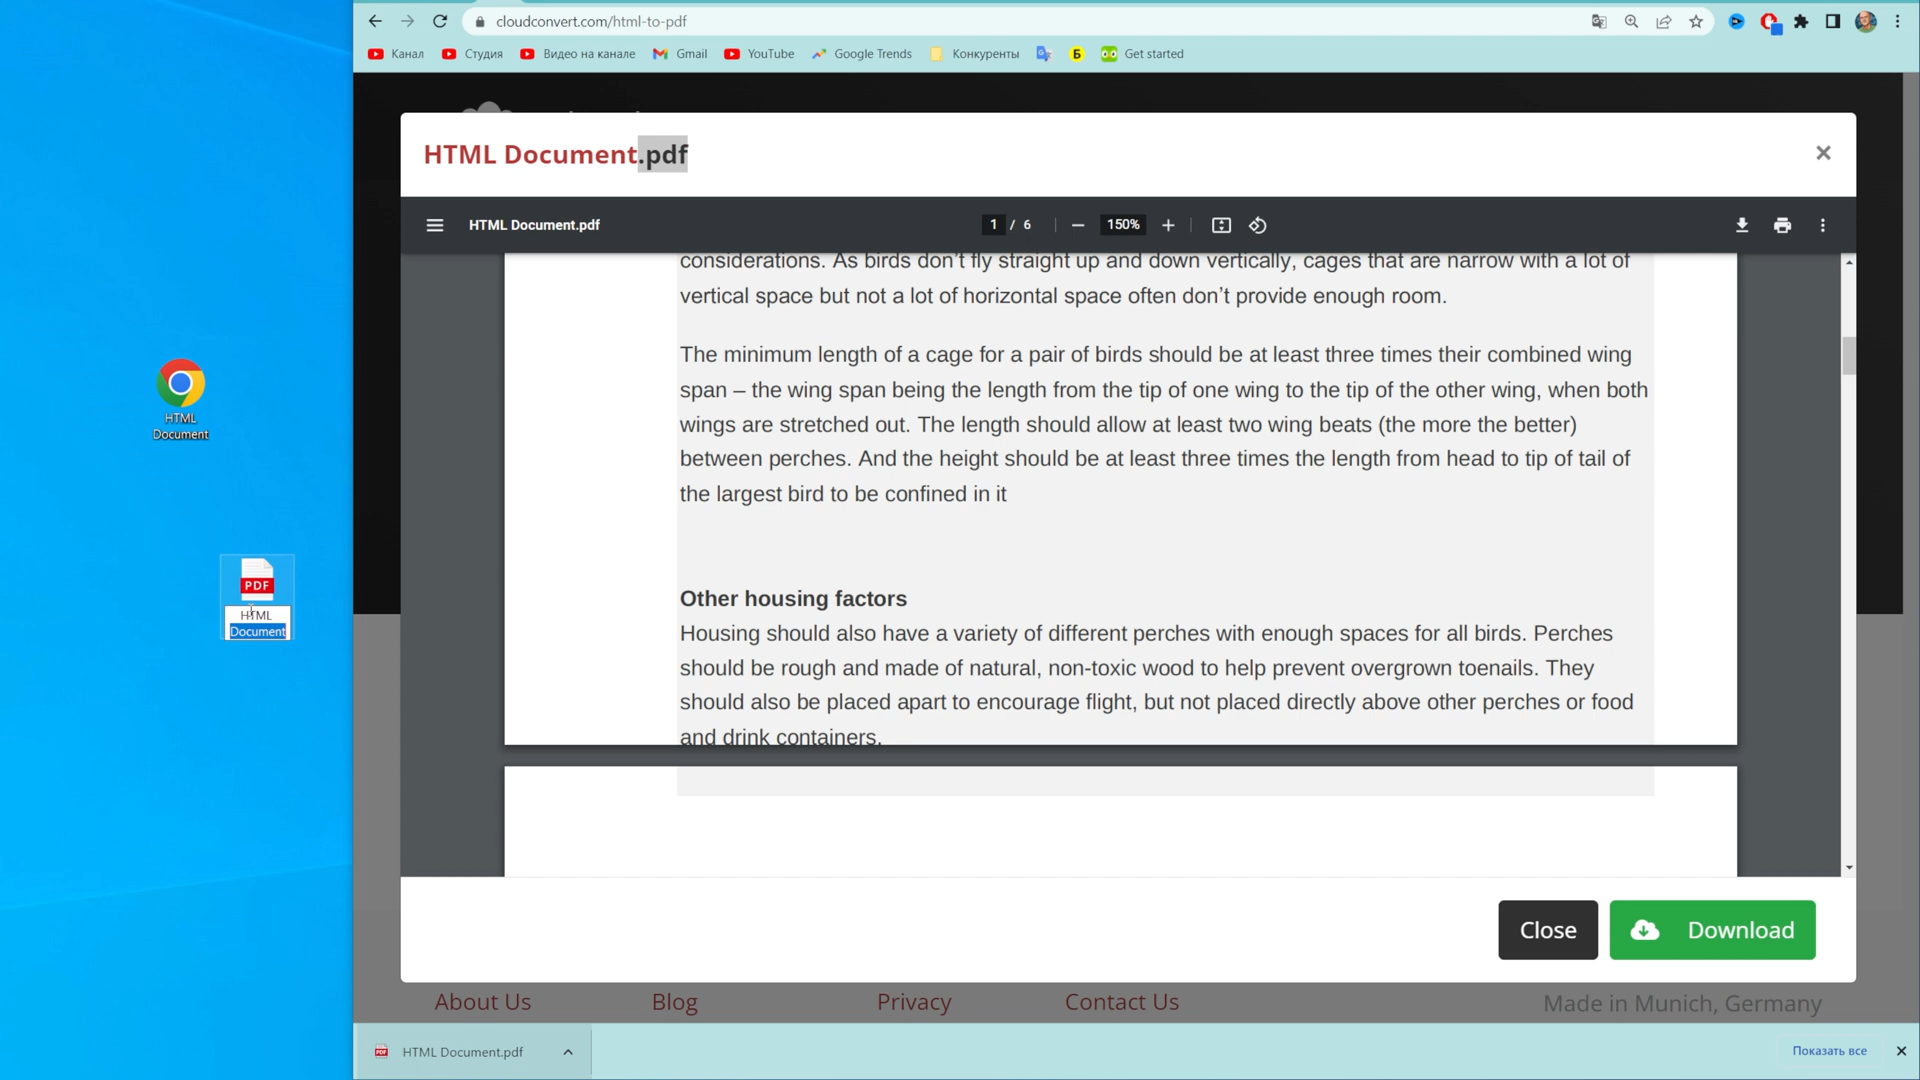 cloudconvert.com/html-to-pdf
Канал
Студия
Видео на канале
Gmail
YouTube
Google Trends
Конкуренты
Б
Get started
HTML Document.pdf
HTML Document.pdf
1 / 6
150%
considerations. As birds don’t fly straight up and down vertically, cages that are narrow with a lot of
vertical space but not a lot of horizontal space often don’t provide enough room.
The minimum length of a cage for a pair of birds should be at least three times their combined wing
span – the wing span being the length from the tip of one wing to the tip of the other wing, when both
wings are stretched out. The length should allow at least two wing beats (the more the better)
between perches. And the height should be at least three times the length from head to tip of tail of
the largest bird to be confined in it
Other housing factors
Housing should also have a variety of different perches with enough spaces for all birds. Perches
should be rough and made of natural, non-toxic wood to help prevent overgrown toenails. They
should also be placed apart to encourage flight, but not placed directly above other perches or food
and drink containers.
HTML
Document
PDF
HTML
Document
Close
Download
About Us
Blog
Privacy
Contact Us
Made in Munich, Germany
PDF
HTML Document.pdf
Показать все